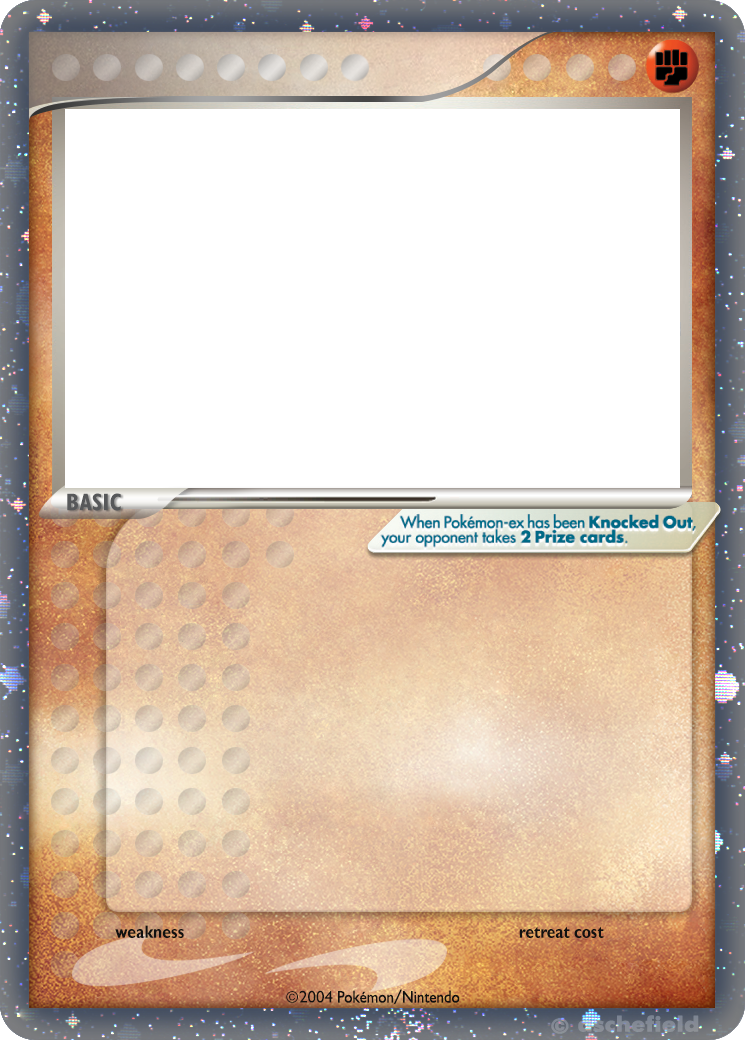 BASIC
When Pokémon-ex has been Knocked Out,
your opponent takes 2 Prize cards.
weakness
retreat cost
©2004 Pokémon/Nintendo
© aschefield